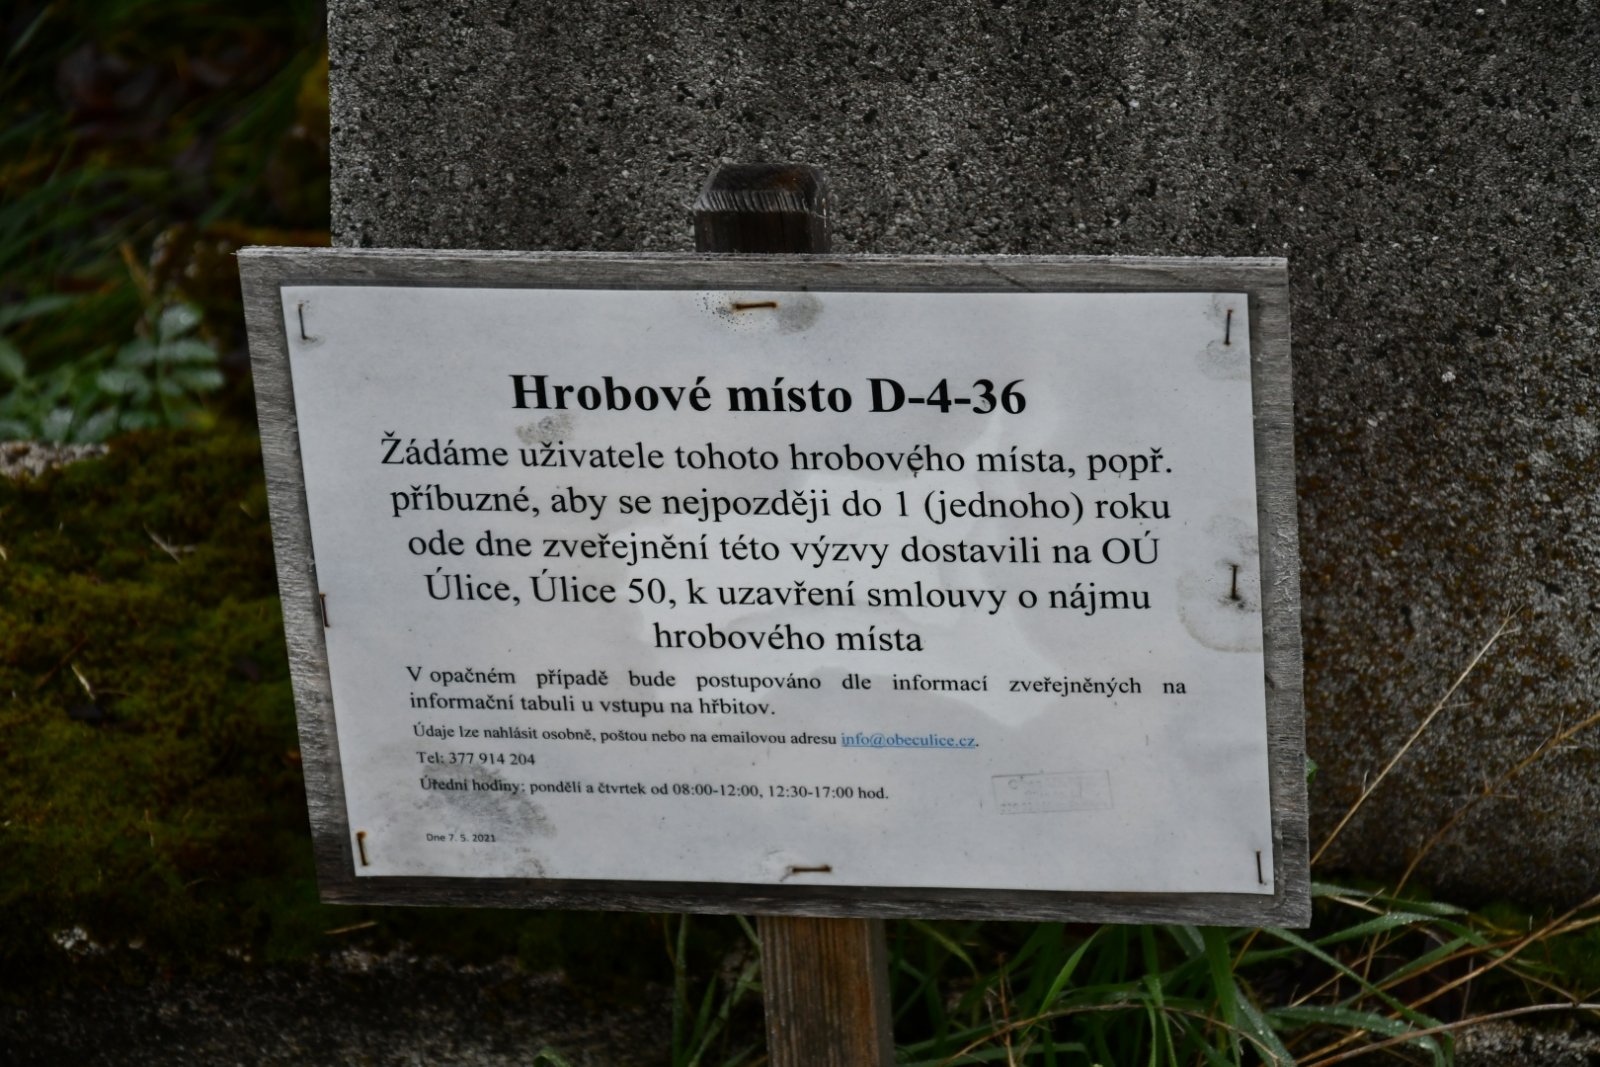 Hrobové místo D-4-36
Žádáme uživatele tohoto hrobového místa, popř.
příbuzné, aby se nejpozději do 1 (jednoho) roku
ode dne zveřejnění této výzvy dostavili na OÚ
Úlice, Úlice 50, k uzavření smlouvy o nájmu
hrobového místa
V opačném případě bude postupováno dle informací zveřejněných na
informační tabuli u vstupu na hřbitov.
Údaje lze nahlásit osobně, poštou nebo na emailovou adresu info@obeculice.cz.
Tel: 377 914 204
Úřední hodiny: pondělí a čtvrtek od 08:00-12:00, 12:30-17:00 hod.
Dne 7. 5. 2021